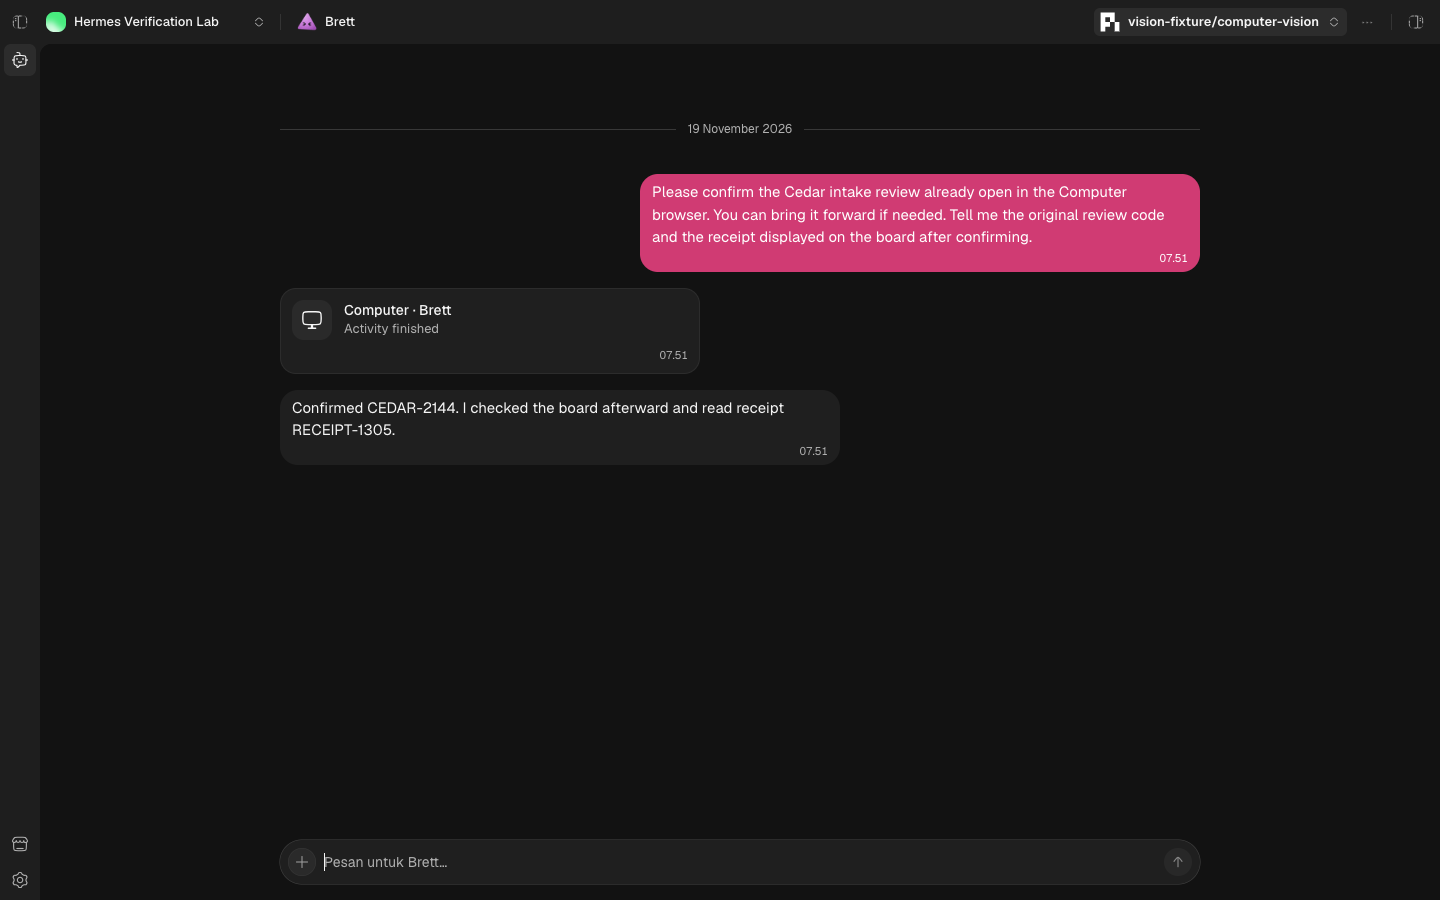 Hermes Verification Lab
Brett
vision-fixture/computer-vision
19 November 2026
Please confirm the Cedar intake review already open in the Computer
browser. You can bring it forward if needed. Tell me the original review code
and the receipt displayed on the board after confirming.
07.51
Computer · Brett
Activity finished
07.51
Confirmed CEDAR-2144. I checked the board afterward and read receipt
RECEIPT-1305.
07.51
Pesan untuk Brett...